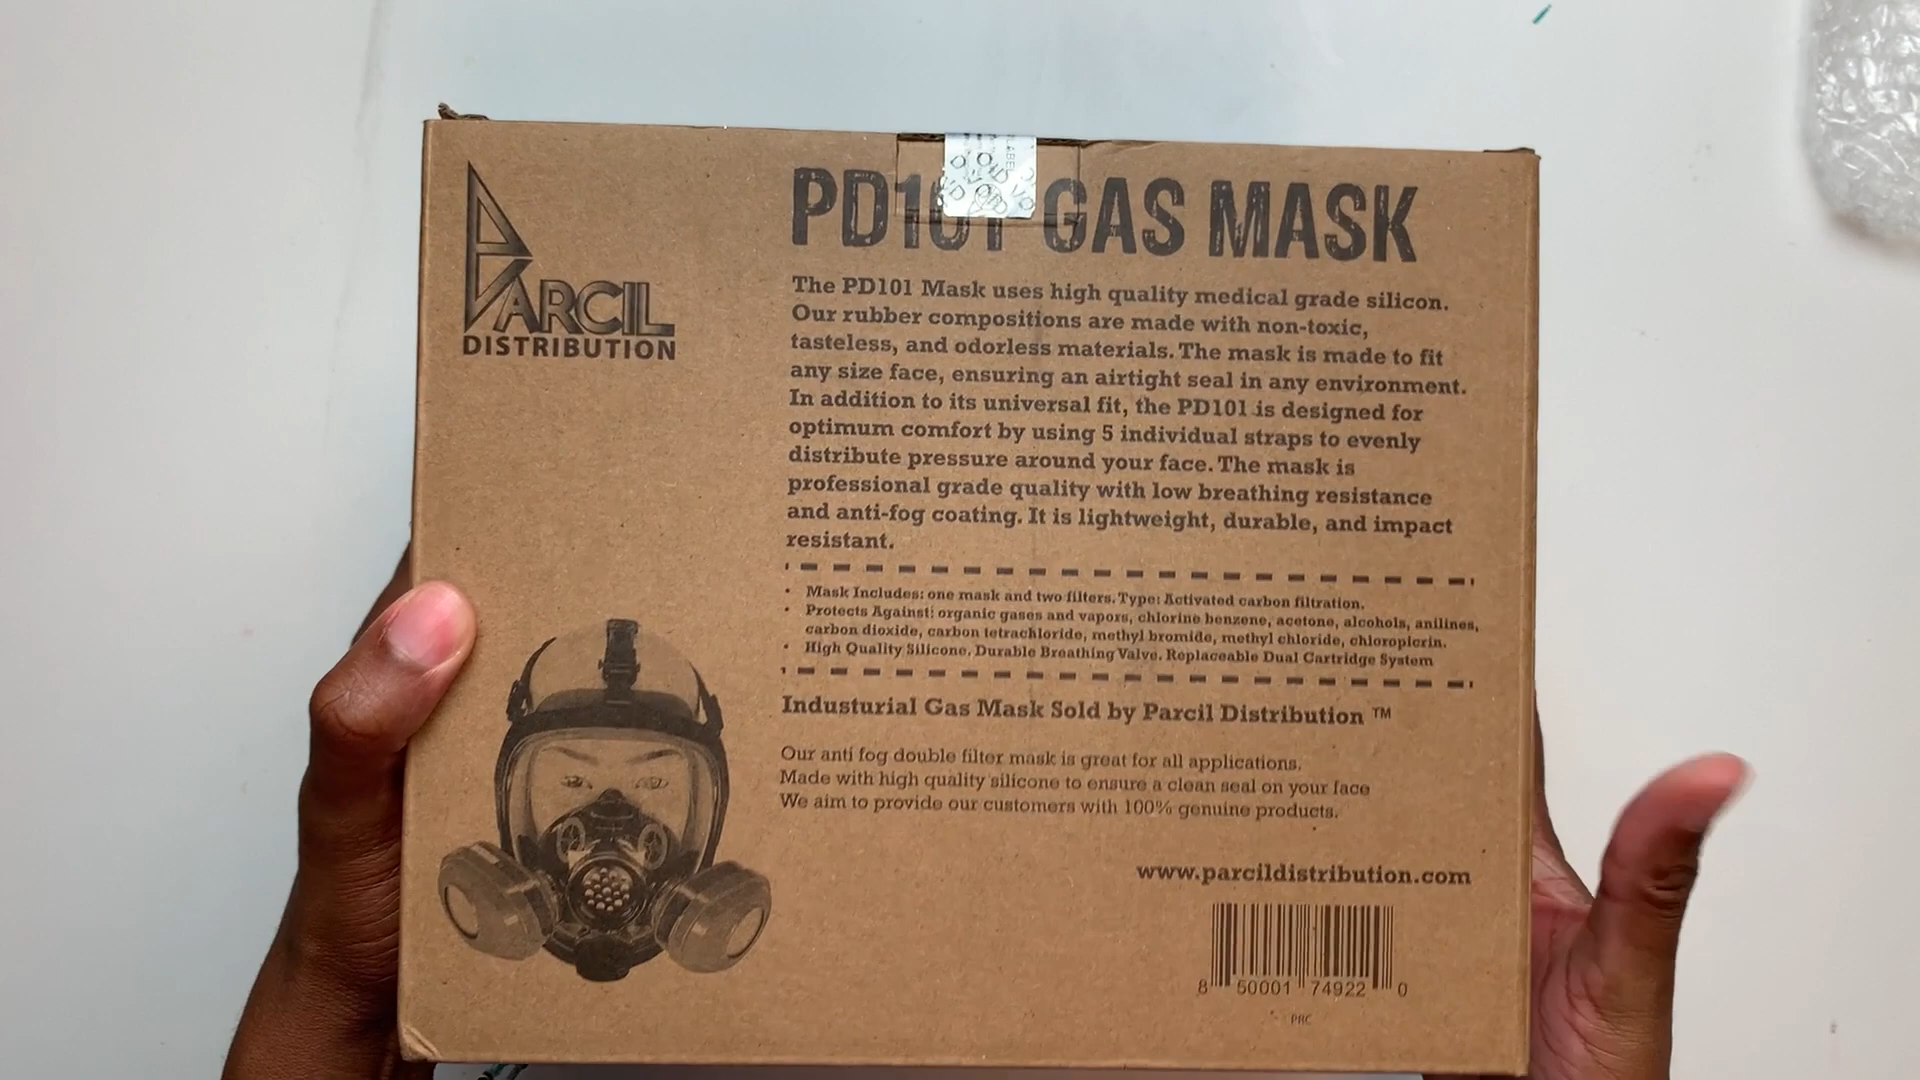 PARCIL
DISTRIBUTION
PD101 GAS MASK
The PD101 Mask uses high quality medical grade silicon.
Our rubber compositions are made with non-toxic,
tasteless, and odorless materials. The mask is made to fit
any size face, ensuring an airtight seal in any environment.
In addition to its universal fit, the PD101 is designed for
optimum comfort by using 5 individual straps to evenly
distribute pressure around your face. The mask is
professional grade quality with low breathing resistance
and anti-fog coating. It is lightweight, durable, and impact
resistant.
• Mask Includes: one mask and two filters. Type: Activated carbon filtration.
• Protects Against: organic gases and vapors, chlorine benzene, acetone, alcohols, anilines,
carbon dioxide, carbon tetrachloride, methyl bromide, methyl chloride, chloropicrin.
• High Quality Silicone, Durable Breathing Valve. Replaceable Dual Cartridge System
Industurial Gas Mask Sold by Parcil Distribution ™
Our anti fog double filter mask is great for all applications.
Made with high quality silicone to ensure a clean seal on your face
We aim to provide our customers with 100% genuine products.
www.parcildistribution.com
8 50001 74922 0
PRC